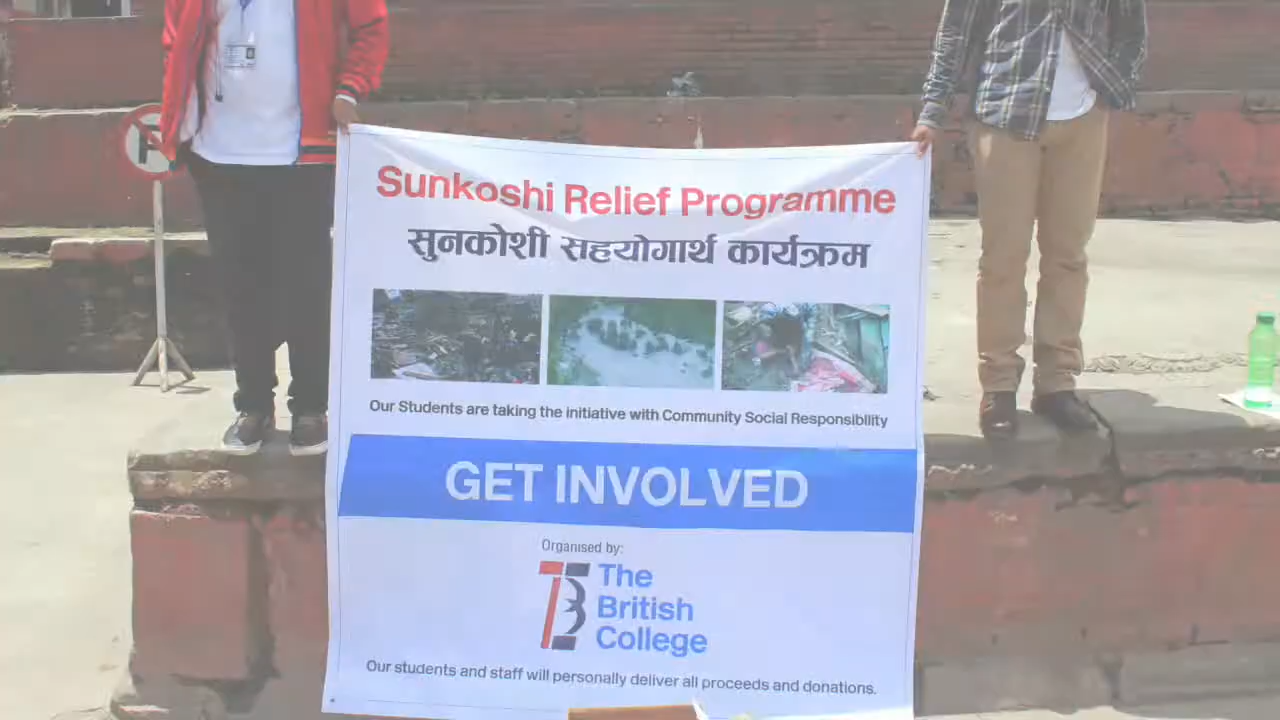 Sunkoshi Relief Programme
सुनकोशी सहयोगार्थ कार्यक्रम
Our Students are taking the initiative with Community Social Responsibility
GET INVOLVED
Organised by:
The
British
College
Our students and staff will personally deliver all proceeds and donations.